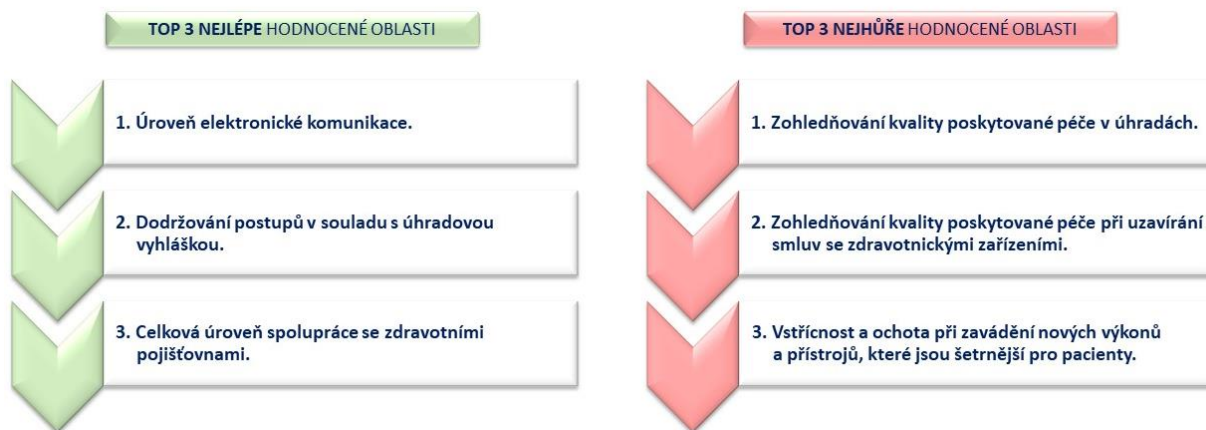 TOP 3 NEJLÉPE HODNOCENÉ OBLASTI
1. Úroveň elektronické komunikace.
2. Dodržování postupů v souladu s úhradovou
vyhláškou.
3. Celková úroveň spolupráce se zdravotními
pojišťovnami.
TOP 3 NEJHŮŘE HODNOCENÉ OBLASTI
1. Zohledňování kvality poskytované péče v úhradách.
2. Zohledňování kvality poskytované péče při uzavírání
smluv se zdravotnickými zařízeními.
3. Vstřícnost a ochota při zavádění nových výkonů
a přístrojů, které jsou šetrnější pro pacienty.